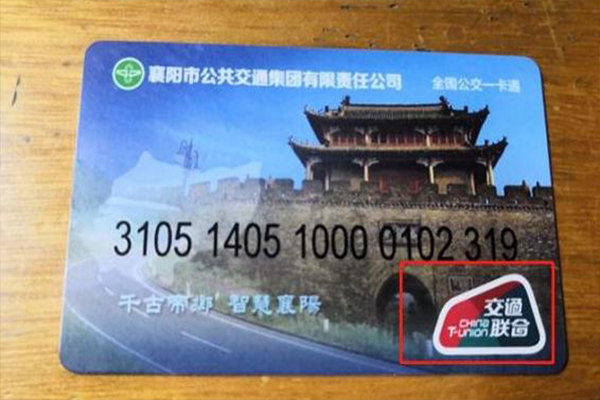 襄阳市公共交通集团有限责任公司
全国公交一卡通
3105 1405 1000 0102 319
千古帝鄉 智慧襄陽
交通
CHINA
T-UNION 联合